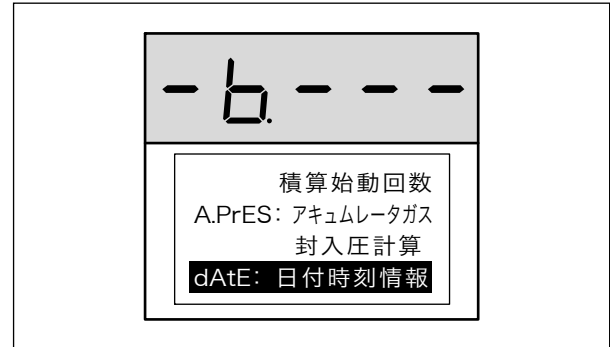 -b.---
積算始動回数
A.PrES：アキュムレータガス
封入圧計算
dAtE：日付時刻情報